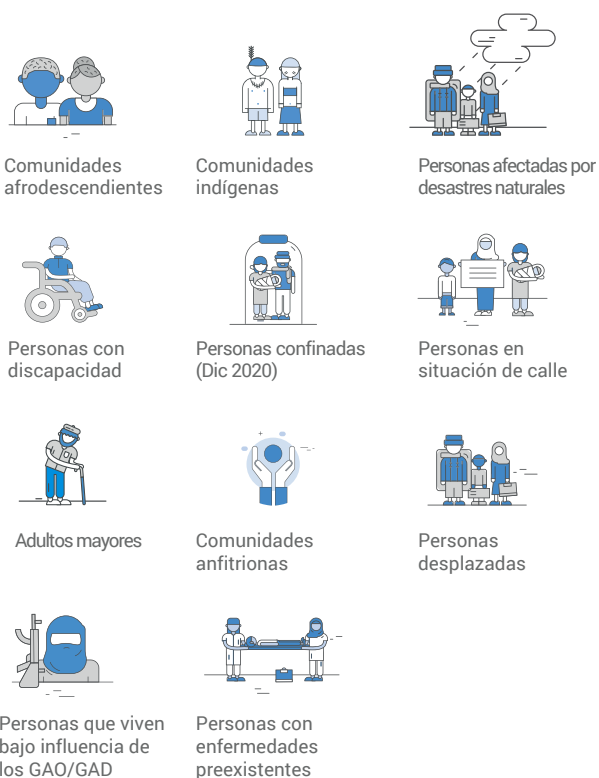 Comunidades
afrodescendientes
Comunidades
indígenas
Personas afectadas por
desastres naturales
Personas con
discapacidad
Personas confinadas
(Dic 2020)
Personas en
situación de calle
Adultos mayores
Comunidades
anfitrionas
Personas
desplazadas
Personas que viven
bajo influencia de
los GAO/GAD
Personas con
enfermedades
preexistentes